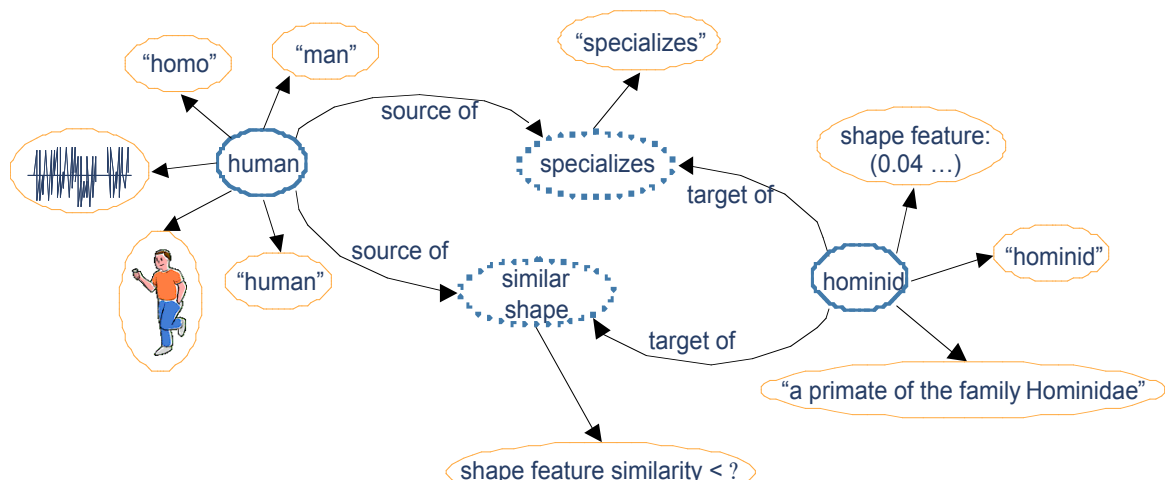 “specializes”
“man”
“homo”
source of
shape feature:
(0.04 …)
human
specializes
target of
source of
“hominid”
“human”
similar
shape
hominid
target of
“a primate of the family Hominidae”
shape feature similarity < ?